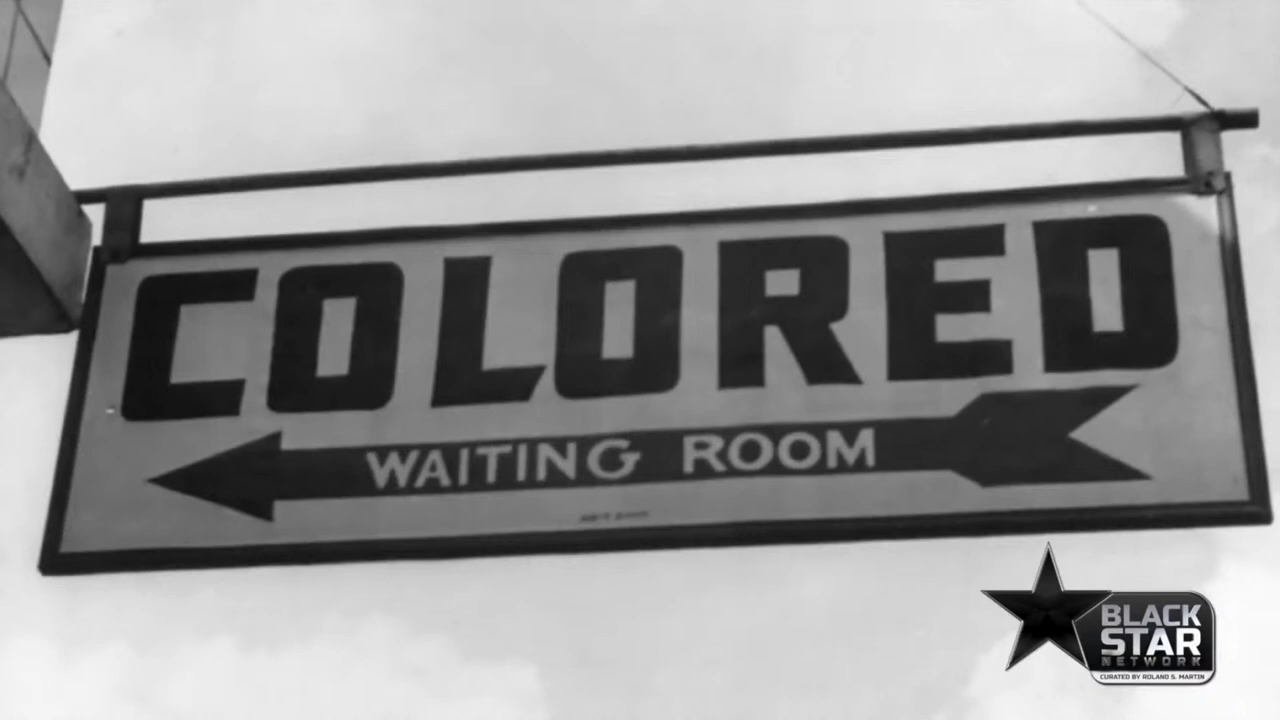 COLORED
WAITING ROOM
BLACK
STAR
NETWORK
CURATED BY ROLAND S. MARTIN